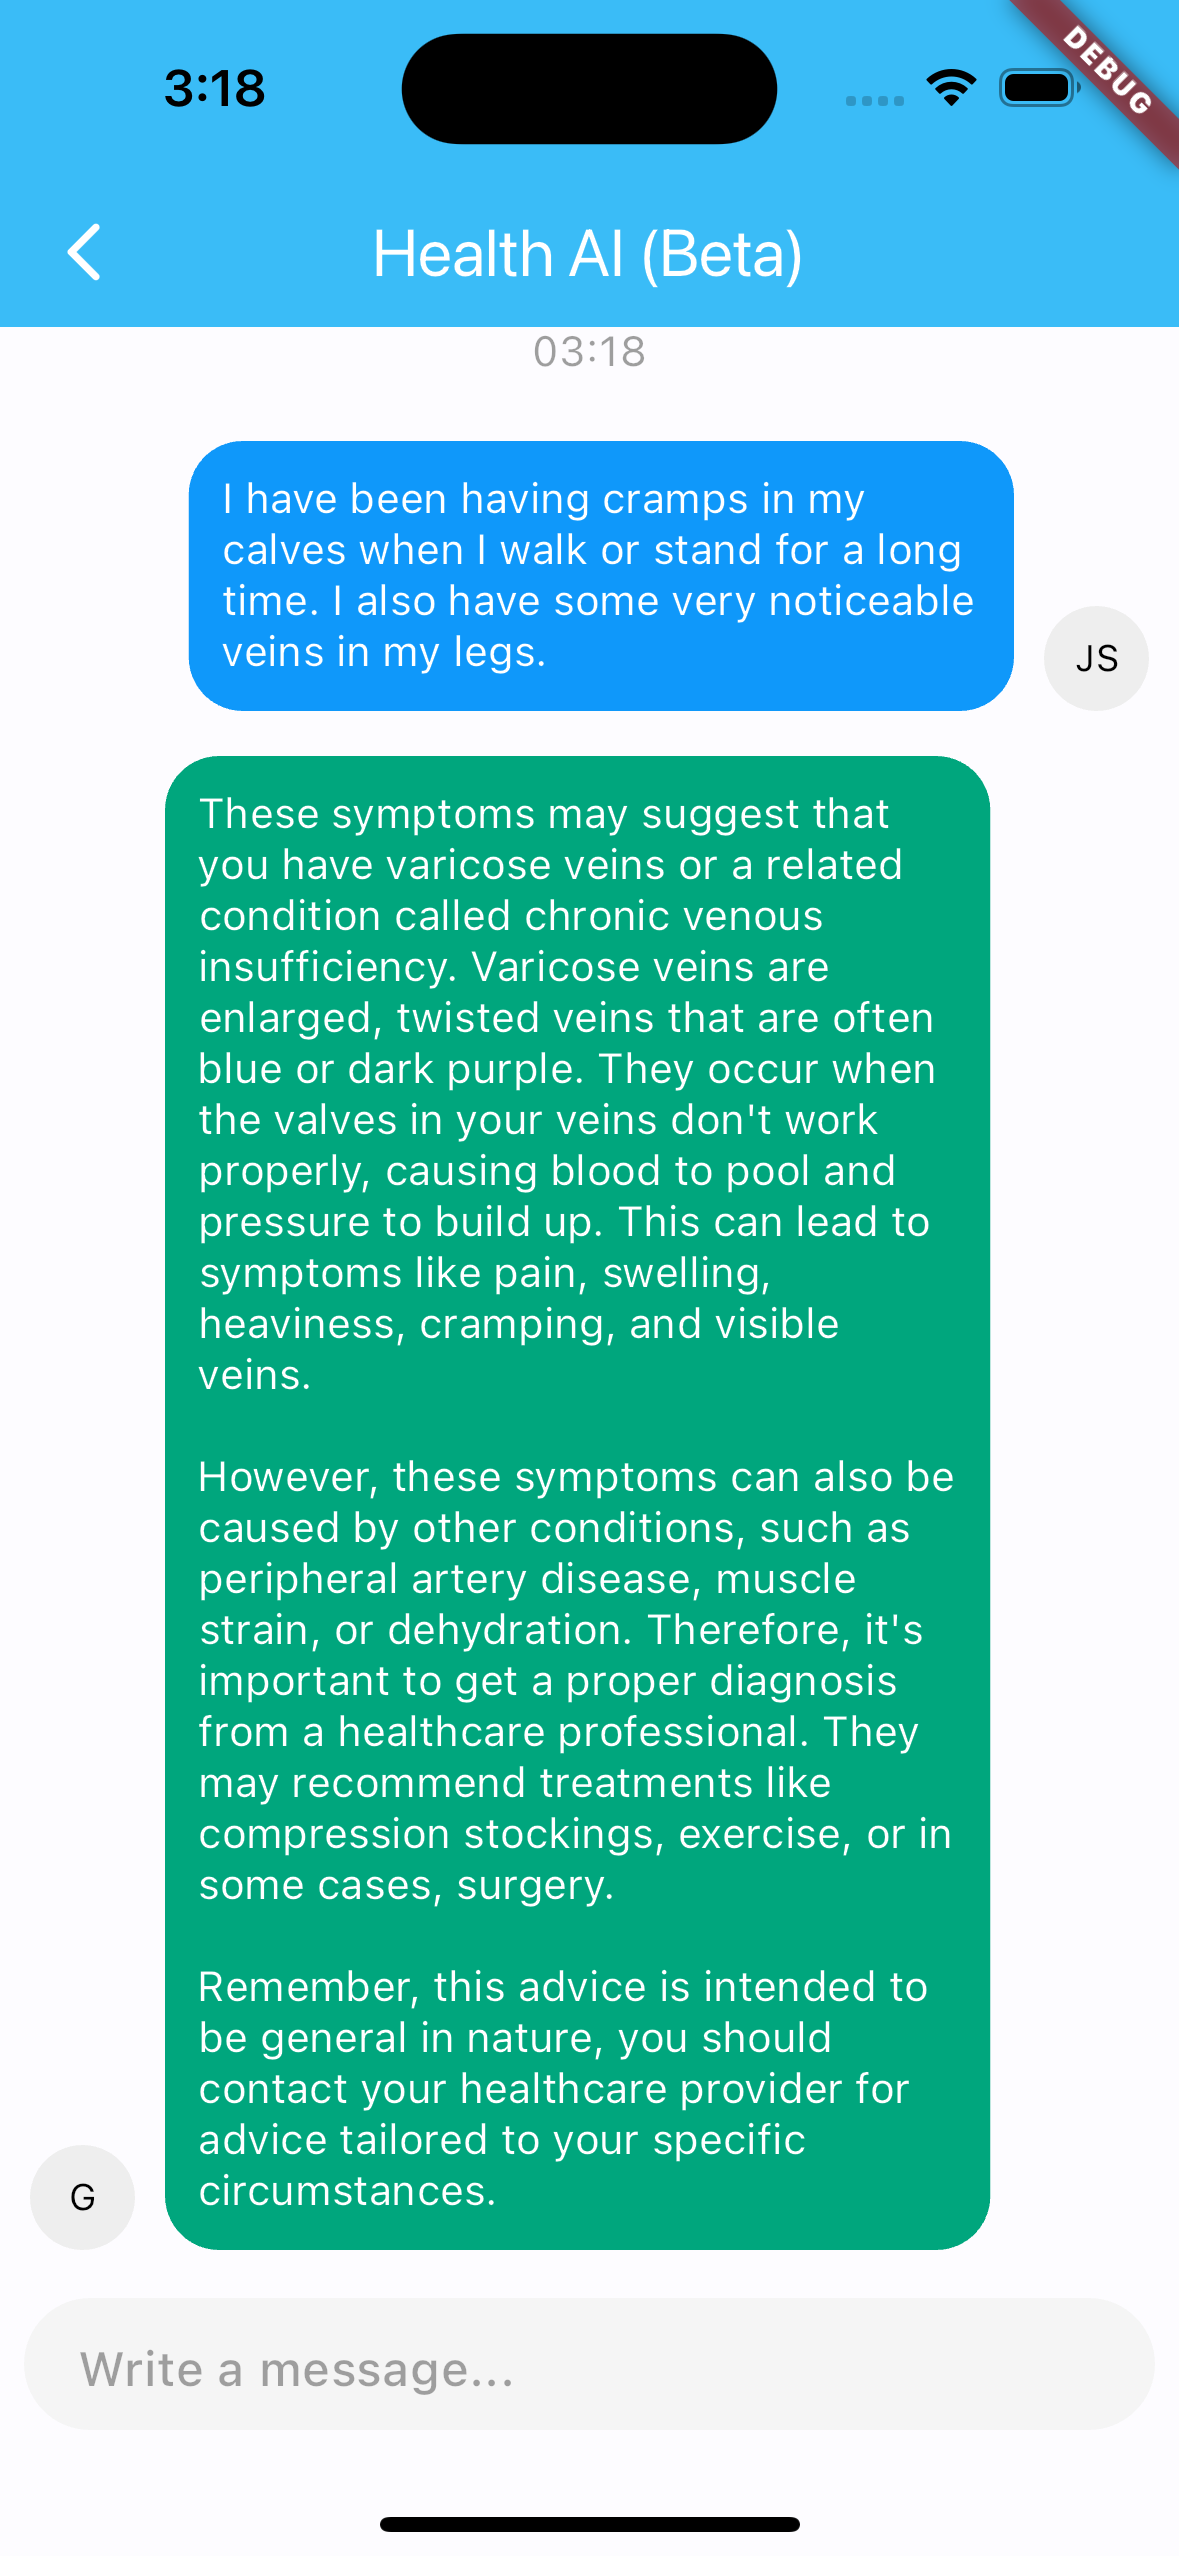 3:18
DEBUG
Health AI (Beta)
03:18
I have been having cramps in my
calves when I walk or stand for a long
time. I also have some very noticeable
veins in my legs.
JS
These symptoms may suggest that
you have varicose veins or a related
condition called chronic venous
insufficiency. Varicose veins are
enlarged, twisted veins that are often
blue or dark purple. They occur when
the valves in your veins don't work
properly, causing blood to pool and
pressure to build up. This can lead to
symptoms like pain, swelling,
heaviness, cramping, and visible
veins.
However, these symptoms can also be
caused by other conditions, such as
peripheral artery disease, muscle
strain, or dehydration. Therefore, it's
important to get a proper diagnosis
from a healthcare professional. They
may recommend treatments like
compression stockings, exercise, or in
some cases, surgery.
Remember, this advice is intended to
be general in nature, you should
contact your healthcare provider for
advice tailored to your specific
circumstances.
G
Write a message...